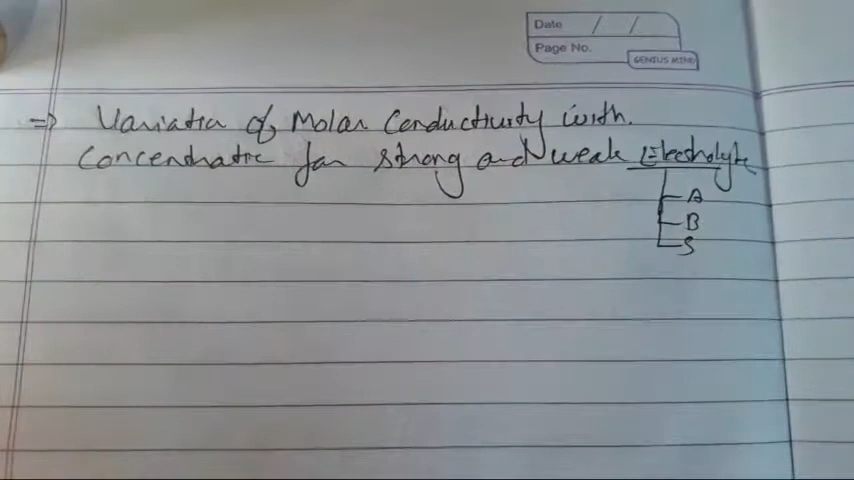 Date / /
Page No.
GENIUS MIND
=> Variation of Molar Conductivity with.
Concentration for strong and weak Electrolyte
A
B
S